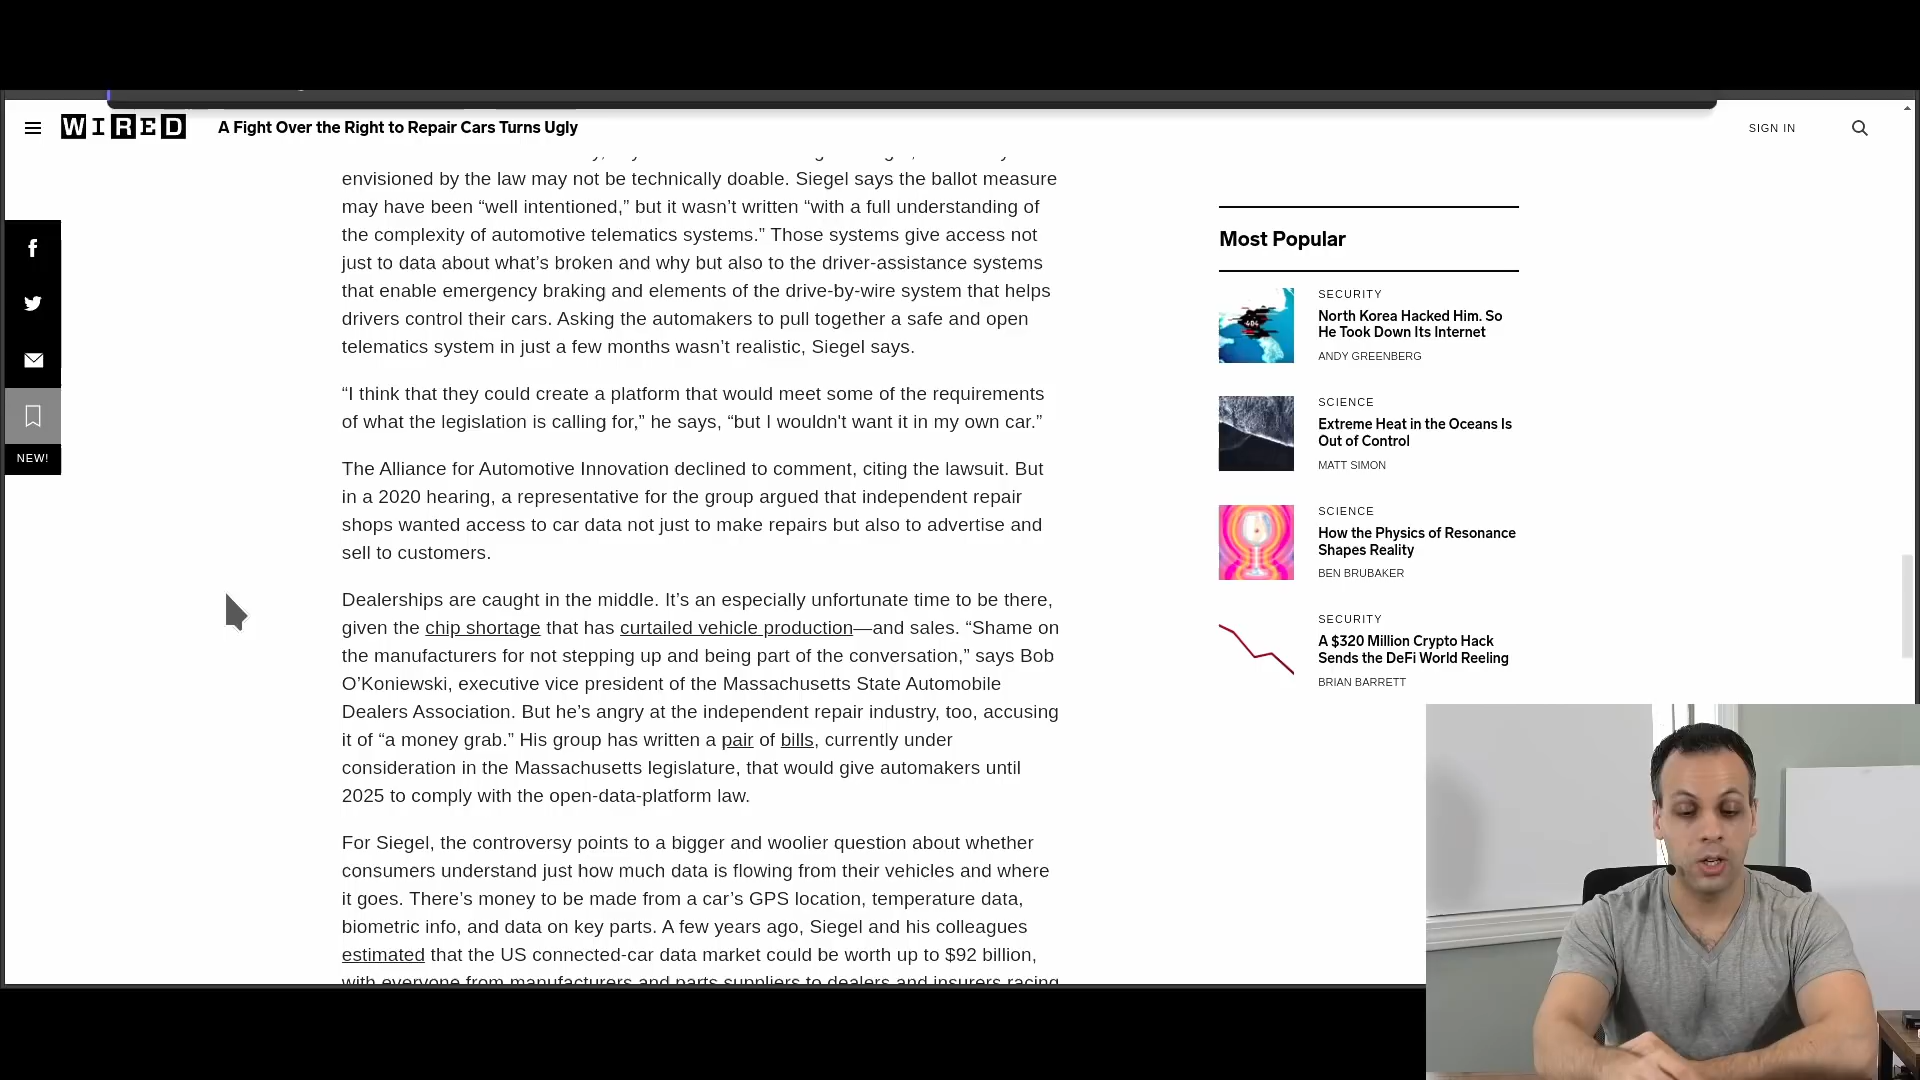 WIRED
A Fight Over the Right to Repair Cars Turns Ugly
SIGN IN
envisioned by the law may not be technically doable. Siegel says the ballot measure
may have been “well intentioned,” but it wasn’t written “with a full understanding of
the complexity of automotive telematics systems.” Those systems give access not
just to data about what’s broken and why but also to the driver-assistance systems
that enable emergency braking and elements of the drive-by-wire system that helps
drivers control their cars. Asking the automakers to pull together a safe and open
telematics system in just a few months wasn’t realistic, Siegel says.
“I think that they could create a platform that would meet some of the requirements
of what the legislation is calling for,” he says, “but I wouldn't want it in my own car.”
The Alliance for Automotive Innovation declined to comment, citing the lawsuit. But
in a 2020 hearing, a representative for the group argued that independent repair
shops wanted access to car data not just to make repairs but also to advertise and
sell to customers.
Dealerships are caught in the middle. It’s an especially unfortunate time to be there,
given the chip shortage that has curtailed vehicle production—and sales. “Shame on
the manufacturers for not stepping up and being part of the conversation,” says Bob
O’Koniewski, executive vice president of the Massachusetts State Automobile
Dealers Association. But he’s angry at the independent repair industry, too, accusing
it of “a money grab.” His group has written a pair of bills, currently under
consideration in the Massachusetts legislature, that would give automakers until
2025 to comply with the open-data-platform law.
For Siegel, the controversy points to a bigger and woolier question about whether
consumers understand just how much data is flowing from their vehicles and where
it goes. There’s money to be made from a car’s GPS location, temperature data,
biometric info, and data on key parts. A few years ago, Siegel and his colleagues
estimated that the US connected-car data market could be worth up to $92 billion,
with everyone from manufacturers and parts suppliers to dealers and insurers racing
NEW!
Most Popular
SECURITY
North Korea Hacked Him. So
He Took Down Its Internet
ANDY GREENBERG
404
SCIENCE
Extreme Heat in the Oceans Is
Out of Control
MATT SIMON
SCIENCE
How the Physics of Resonance
Shapes Reality
BEN BRUBAKER
SECURITY
A $320 Million Crypto Hack
Sends the DeFi World Reeling
BRIAN BARRETT